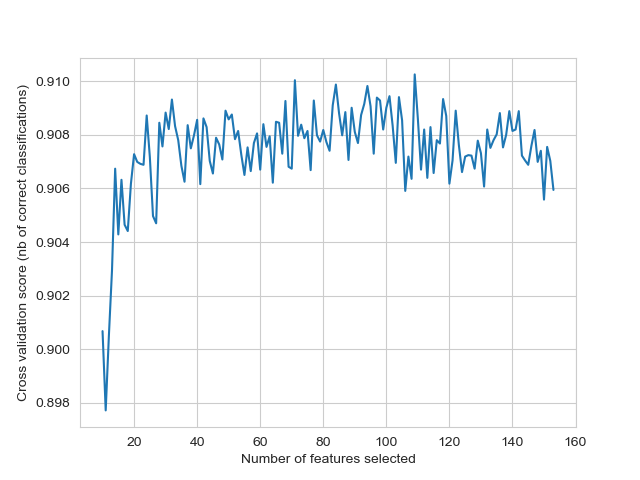 Cross validation score (nb of correct classifications)
0.910
0.908
0.906
0.904
0.902
0.900
0.898
20 40 60 80 100 120 140 160
Number of features selected